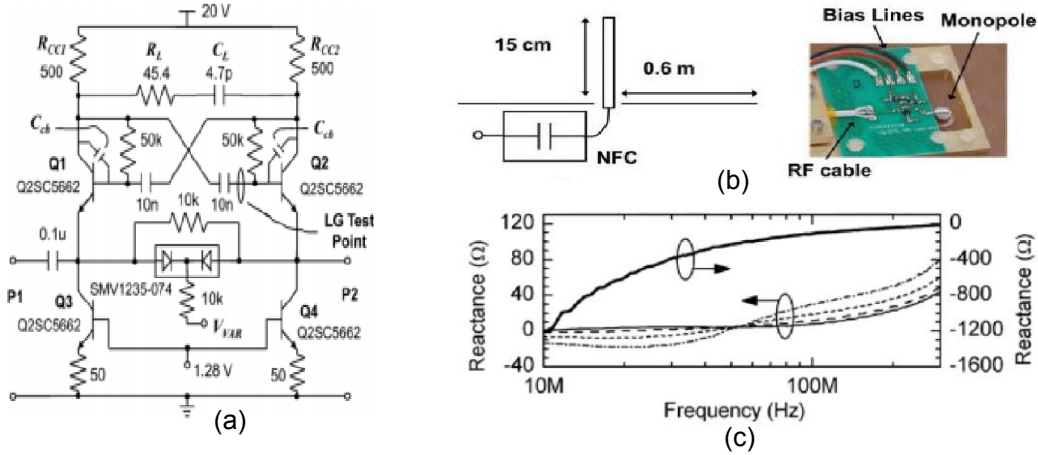 20 V
R_CC1
500
R_L
45.4
C_L
4.7p
R_CC2
500
C_cb
50k
50k
C_cb
Q1
Q2
Q2SC5662
Q2SC5662
10n
10n
10k
LG Test
Point
0.1u
P1
Q3
SMV1235-074
10k
Q4
P2
Q2SC5662
V_VAR
Q2SC5662
50
1.28 V
50
(a)
15 cm
0.6 m
NFC
Bias Lines
Monopole
RF cable
(b)
Reactance (Ω)
120
80
40
0
-40
0
-400
-800
-1200
-1600
Reactance (Ω)
10M
100M
Frequency (Hz)
(c)